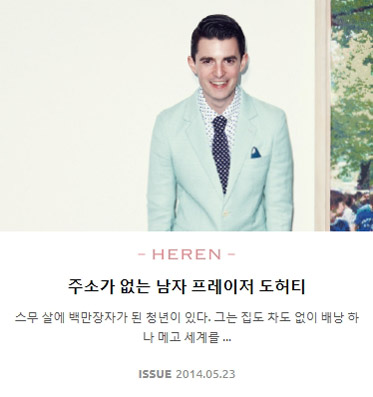 – HEREN –
주소가 없는 남자 프레이저 도허티
스무 살에 백만장자가 된 청년이 있다. 그는 집도 차도 없이 배낭 하
나 메고 세계를 ...
ISSUE 2014.05.23